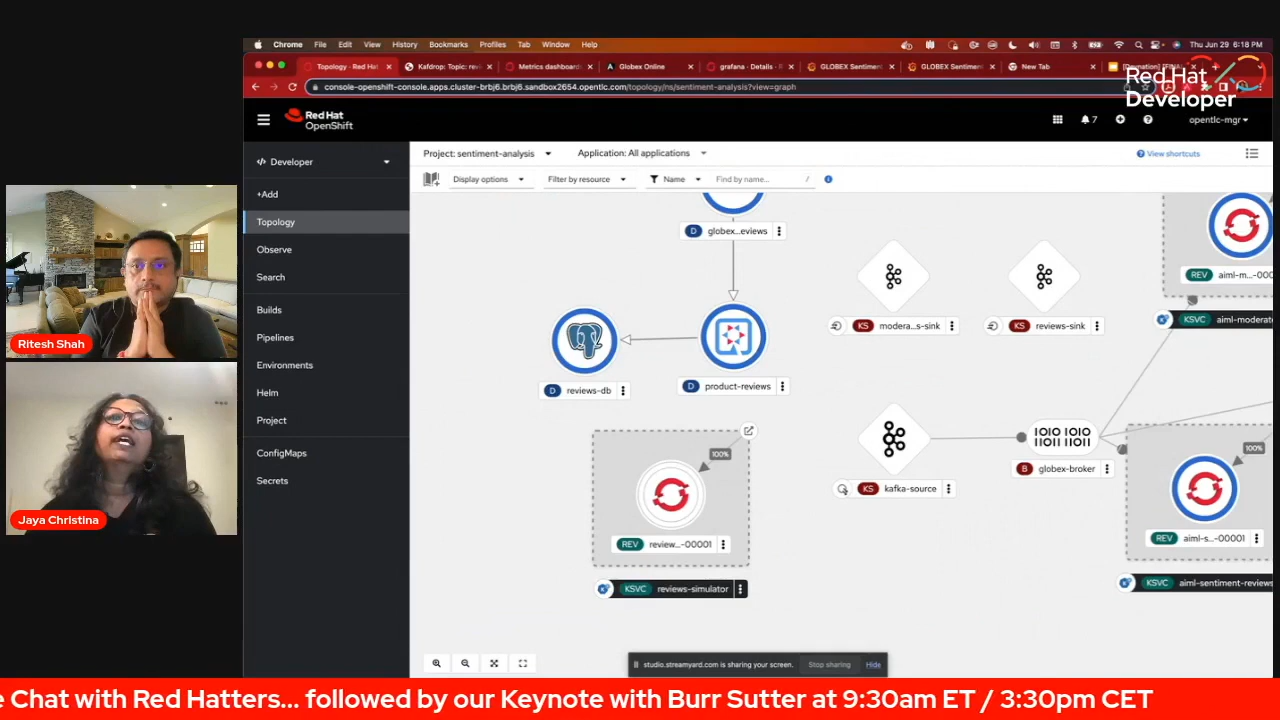 Chrome File Edit View History Bookmarks Profiles Tab Window Help
Thu Jun 29 6:18 PM
Topology · Red Hat
Kafdrop: Topic: rev
Metrics dashboard
Globex Online
grafana · Details · R
GLOBEX Sentimen
GLOBEX Sentimen
New Tab
console-openshift-console.apps.cluster-brbj6.brbj6.sandbox2654.opentlc.com/topology/ns/sentiment-analysis?view=graph
Red Hat
Developer
Red Hat
OpenShift
7
opentlc-mgr
Developer
+Add
Topology
Observe
Search
Builds
Pipelines
Environments
Helm
Project
ConfigMaps
Secrets
Project: sentiment-analysis
Application: All applications
View shortcuts
Display options
Filter by resource
Name
Find by name...
/
D globex...eviews
D reviews-db
D product-reviews
KS modera...s-sink
KS reviews-sink
REV aiml-m...-000
KSVC aiml-moderat
100%
REV review...-00001
KSVC reviews-simulator
KS kafka-source
1010 1010
11011 11011
B globex-broker
100%
REV aiml-s...-00001
KSVC aiml-sentiment-reviews
Ritesh Shah
Jaya Christina
studio.streamyard.com is sharing your screen.
Stop sharing
Hide
e Chat with Red Hatters... followed by our Keynote with Burr Sutter at 9:30am ET / 3:30pm CET